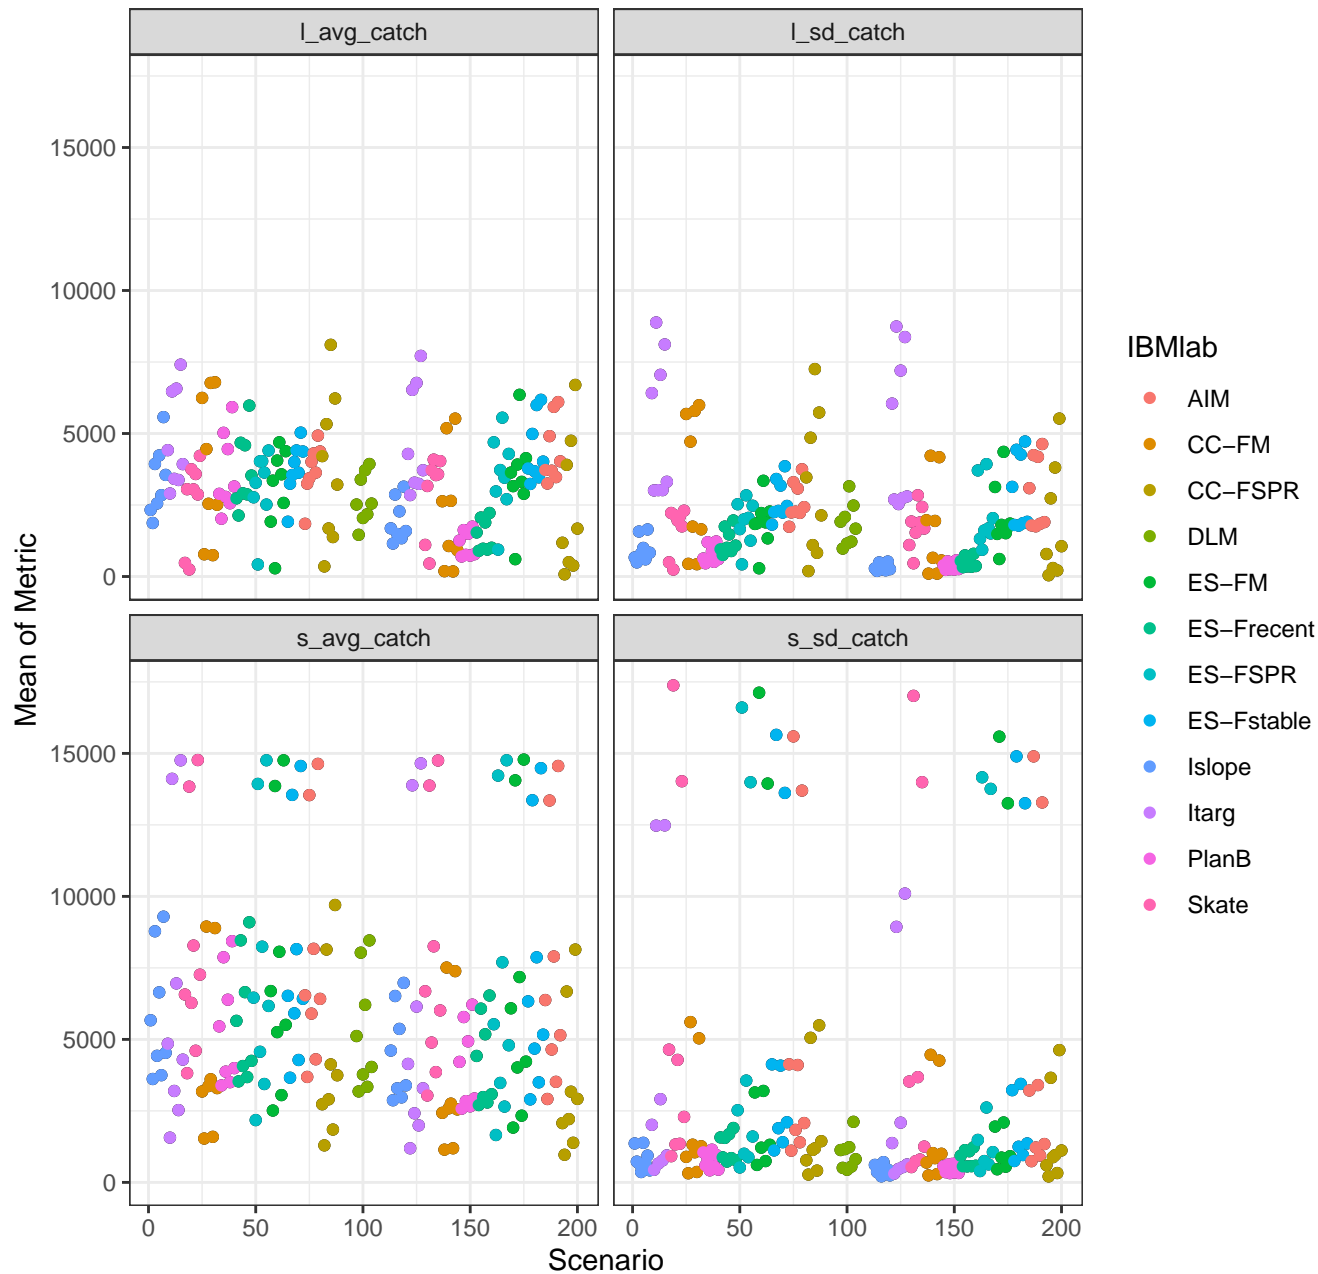 l_avg_catch
l_sd_catch
15000
10000
5000
0
s_avg_catch
s_sd_catch
15000
10000
5000
0
0 50 100 150 200
0 50 100 150 200
Scenario
Mean of Metric
IBMlab
AIM
CC−FM
CC−FSPR
DLM
ES−FM
ES−Frecent
ES−FSPR
ES−Fstable
Islope
Itarg
PlanB
Skate